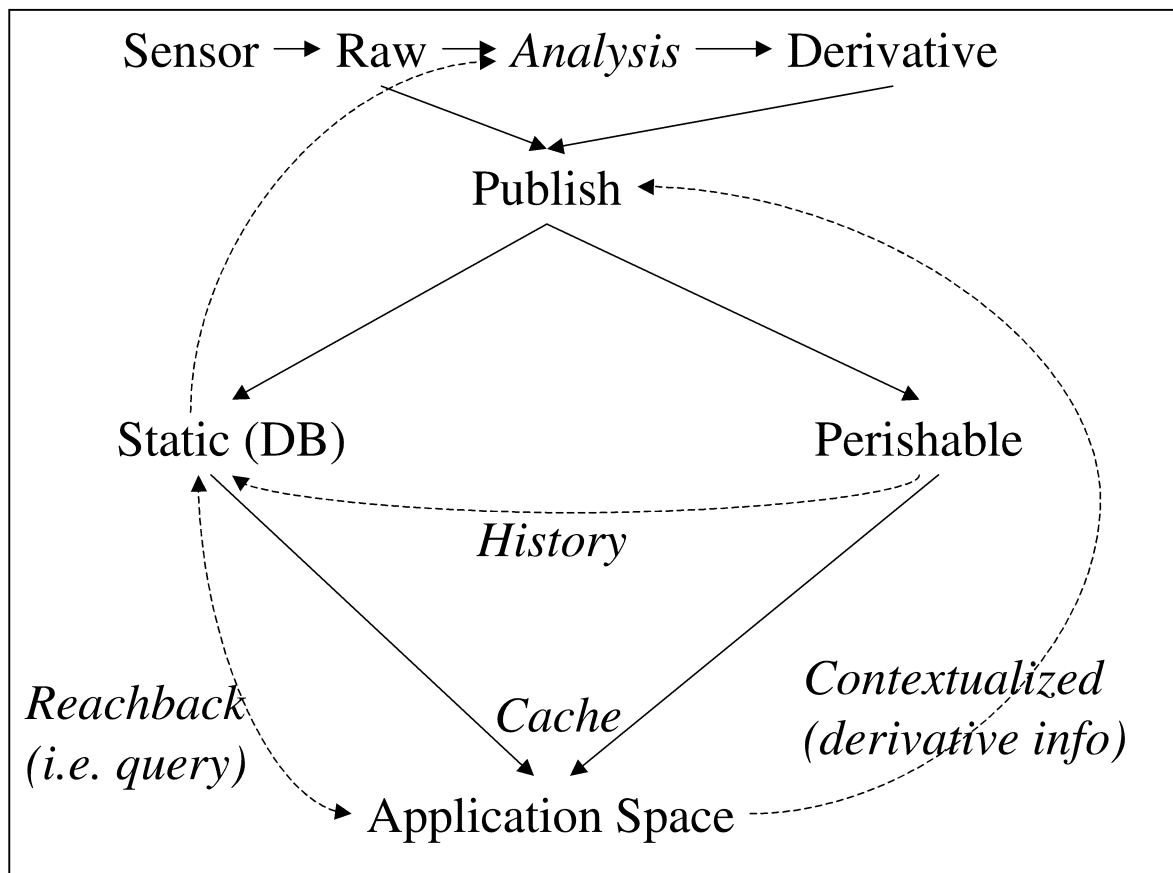 Sensor Raw Analysis Derivative
Publish
Static (DB) Perishable
History
Reachback
(i.e. query)
Cache
Contextualized
(derivative info)
Application Space